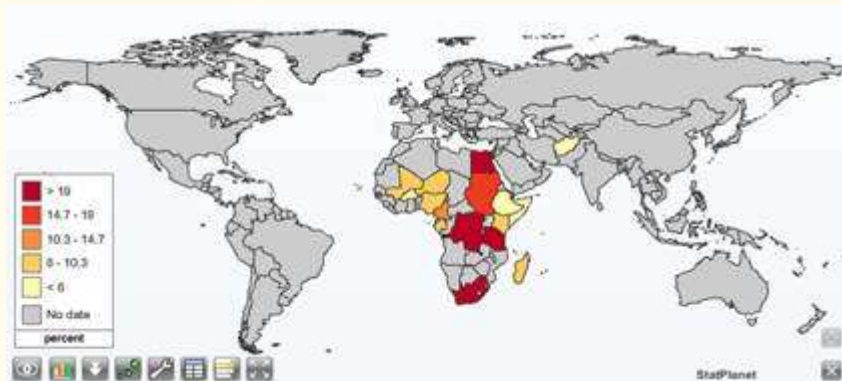 > 19
14.7 - 19
10.3 - 14.7
6 - 10.3
< 6
No data
percent
StatPlanet